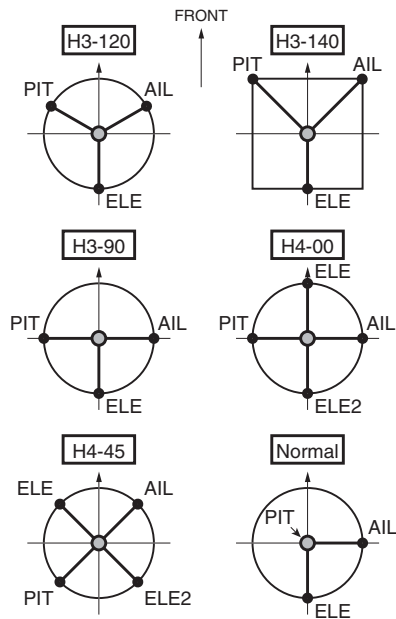 FRONT
H3-120
PIT
AIL
ELE
H3-140
PIT
AIL
ELE
H3-90
PIT
AIL
ELE
H4-00
ELE
PIT
AIL
ELE2
H4-45
ELE
AIL
PIT
ELE2
Normal
PIT
AIL
ELE